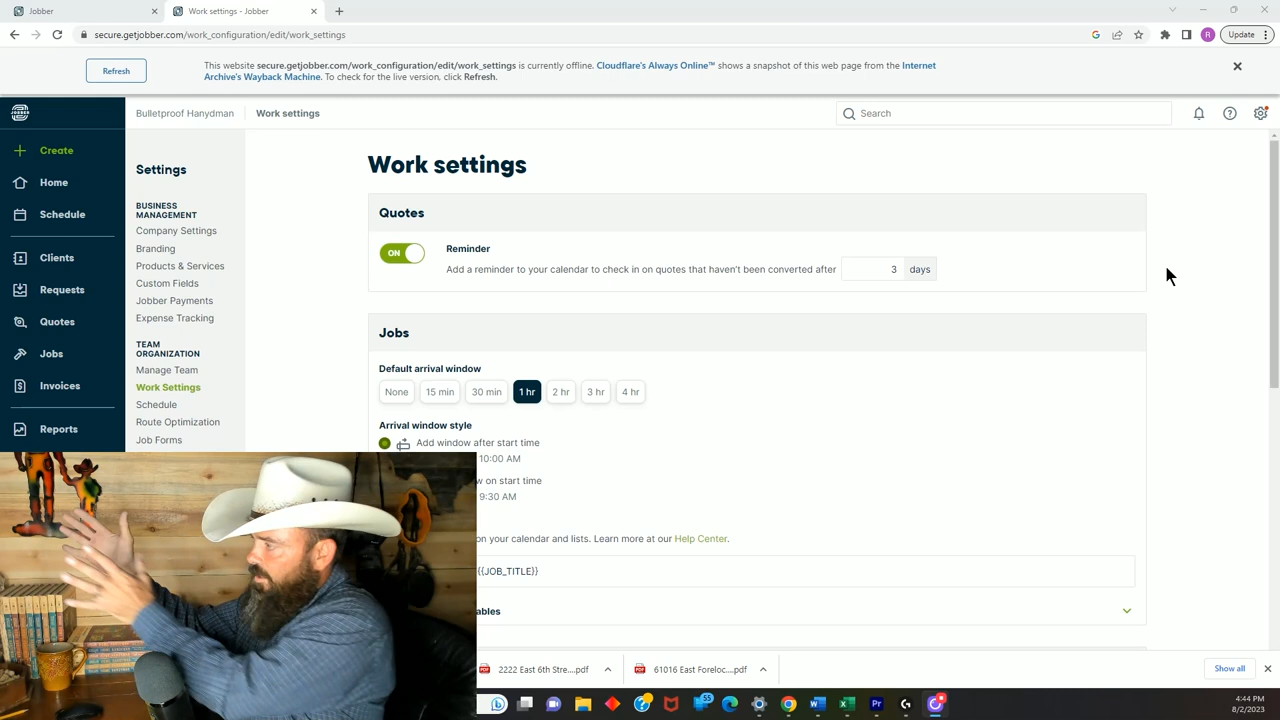 Jobber
Work settings - Jobber
secure.getjobber.com/work_configuration/edit/work_settings
R
Update
Refresh
This website secure.getjobber.com/work_configuration/edit/work_settings is currently offline. Cloudflare's Always Online™ shows a snapshot of this web page from the Internet
Archive's Wayback Machine. To check for the live version, click Refresh.
JOBBER
Bulletproof Hanydman
Work settings
Search
Create
Home
Schedule
Clients
Requests
Quotes
Jobs
Invoices
Reports
Settings
BUSINESS
MANAGEMENT
Company Settings
Branding
Products & Services
Custom Fields
Jobber Payments
Expense Tracking
TEAM
ORGANIZATION
Manage Team
Work Settings
Schedule
Route Optimization
Job Forms
Work settings
Quotes
ON
Reminder
Add a reminder to your calendar to check in on quotes that haven't been converted after 3 days
Jobs
Default arrival window
None 15 min 30 min 1 hr 2 hr 3 hr 4 hr
Arrival window style
Add window after start time
10:00 AM
w on start time
9:30 AM
on your calendar and lists. Learn more at our Help Center.
{{JOB_TITLE}}
ables
2222 East 6th Stre....pdf
61016 East Foreloc...pdf
Show all
55
4:44 PM
8/2/2023